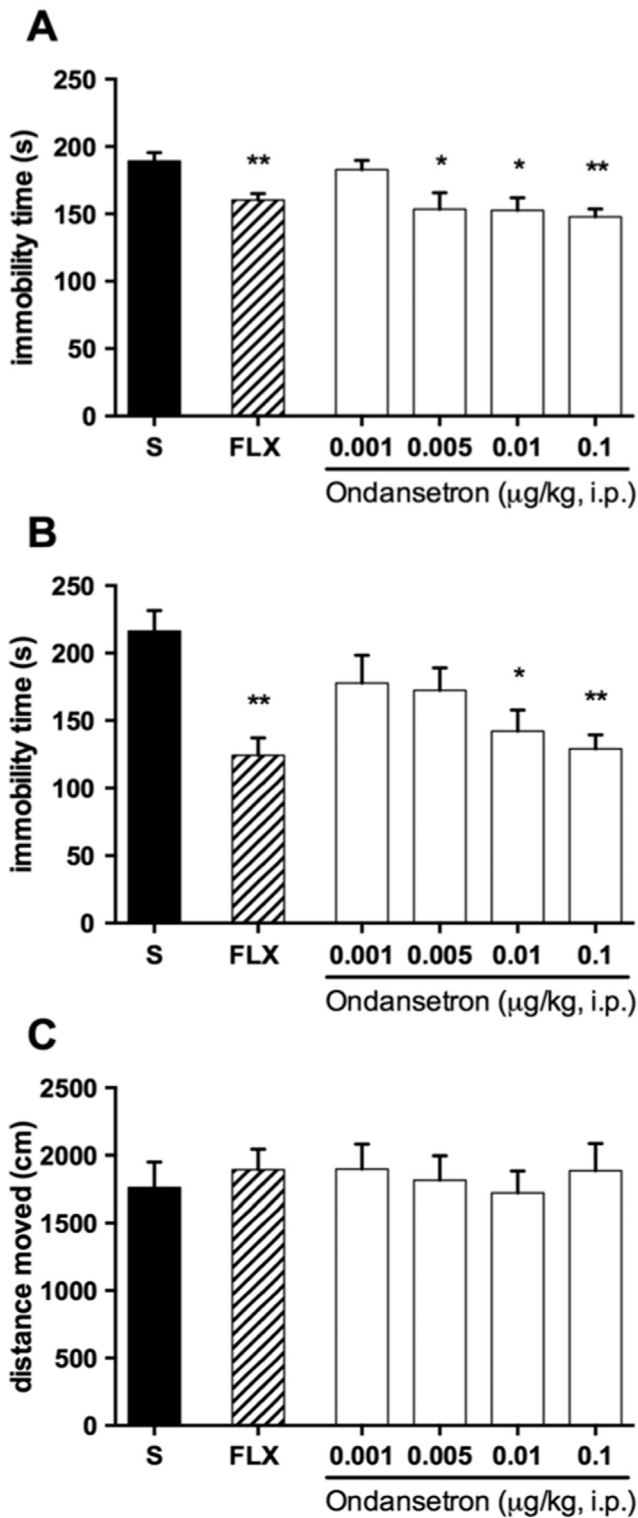 A
immobility time (s)
250
200
150
100
50
0
** * * **
S FLX 0.001 0.005 0.01 0.1
Ondansetron (μg/kg, i.p.)
B
immobility time (s)
250
200
150
100
50
0
** * **
S FLX 0.001 0.005 0.01 0.1
Ondansetron (μg/kg, i.p.)
C
distance moved (cm)
2500
2000
1500
1000
500
0
S FLX 0.001 0.005 0.01 0.1
Ondansetron (μg/kg, i.p.)